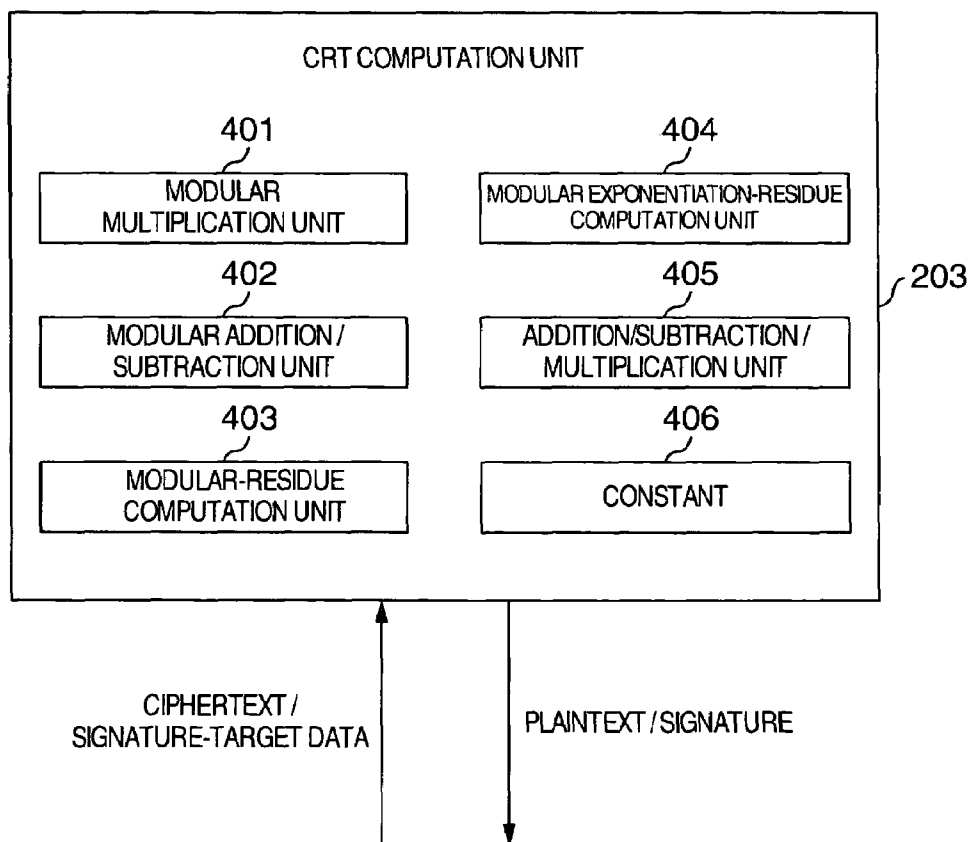 CRT COMPUTATION UNIT
401
MODULAR
MULTIPLICATION UNIT
404
MODULAR EXPONENTIATION-RESIDUE
COMPUTATION UNIT
203
402
MODULAR ADDITION /
SUBTRACTION UNIT
405
ADDITION/SUBTRACTION /
MULTIPLICATION UNIT
403
MODULAR-RESIDUE
COMPUTATION UNIT
406
CONSTANT
CIPHERTEXT /
SIGNATURE-TARGET DATA
PLAINTEXT / SIGNATURE